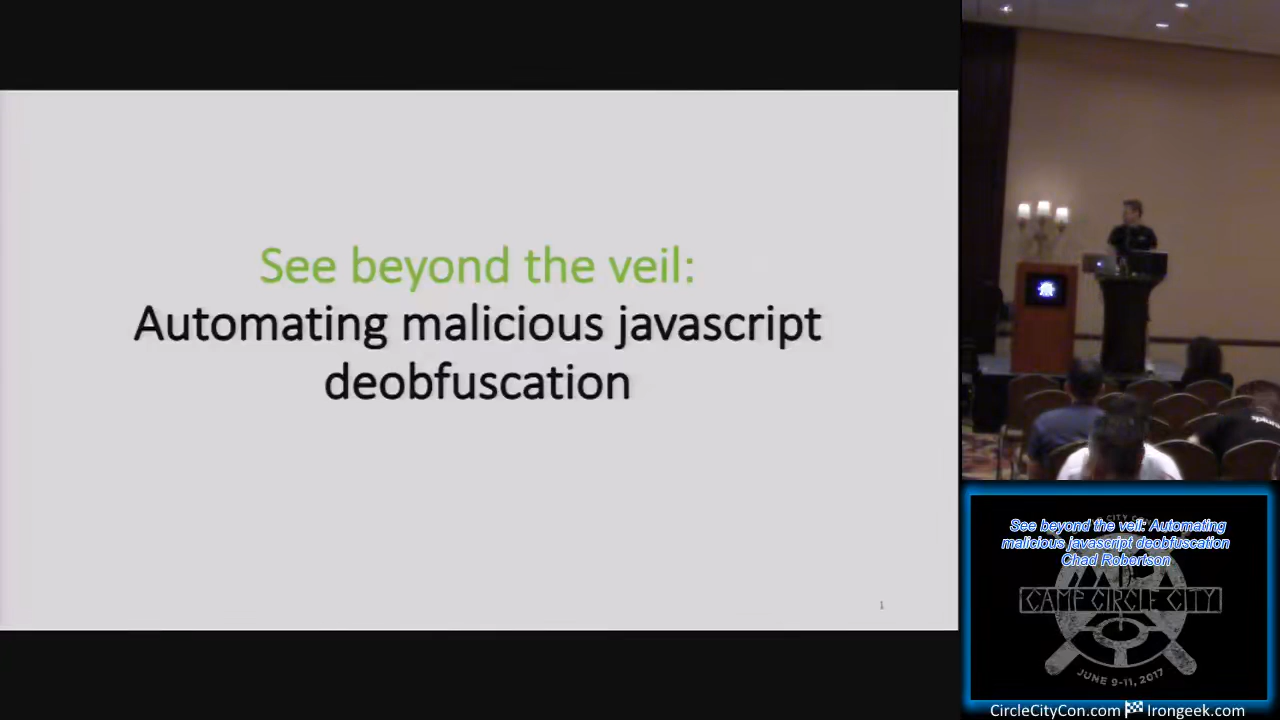 See beyond the veil:
Automating malicious javascript
deobfuscation
1
See beyond the veil: Automating
malicious javascript deobfuscation
Chad Robertson
CAMP CIRCLE CITY
JUNE 9-11, 2017
CircleCityCon.com Irongeek.com